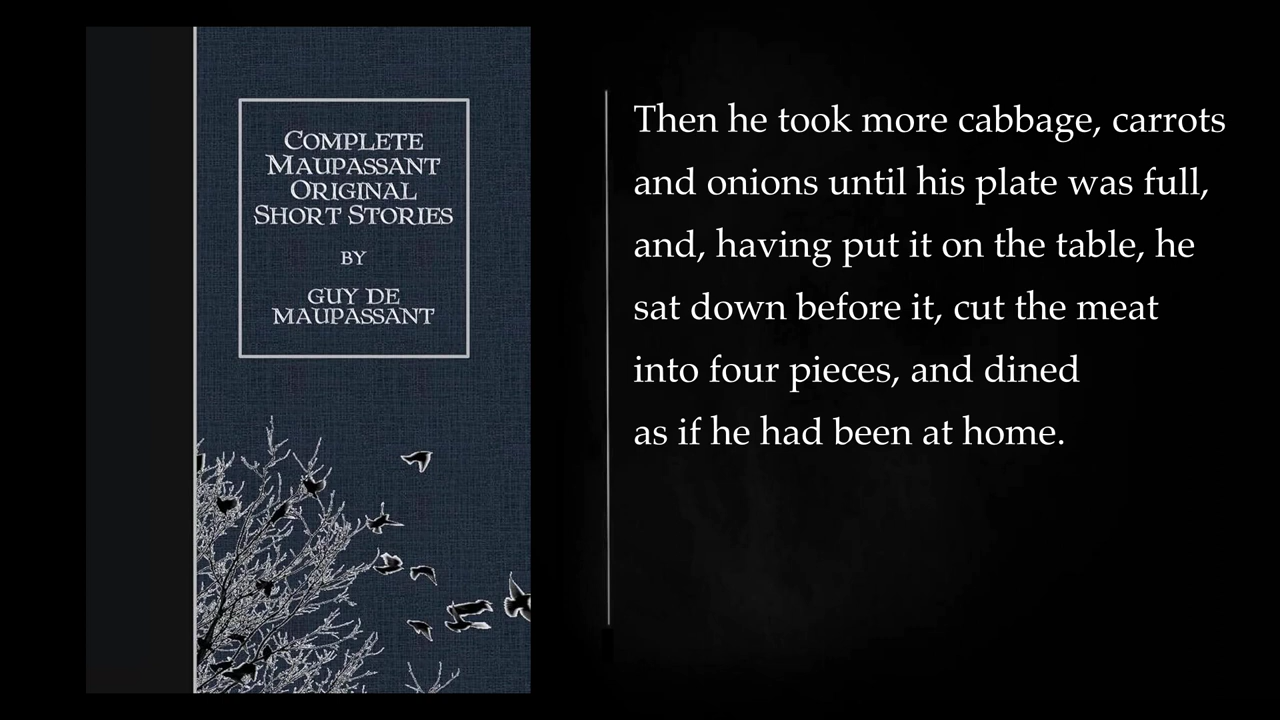 COMPLETE
MAUPASSANT
ORIGINAL
SHORT STORIES
BY
GUY DE
MAUPASSANT
Then he took more cabbage, carrots
and onions until his plate was full,
and, having put it on the table, he
sat down before it, cut the meat
into four pieces, and dined
as if he had been at home.